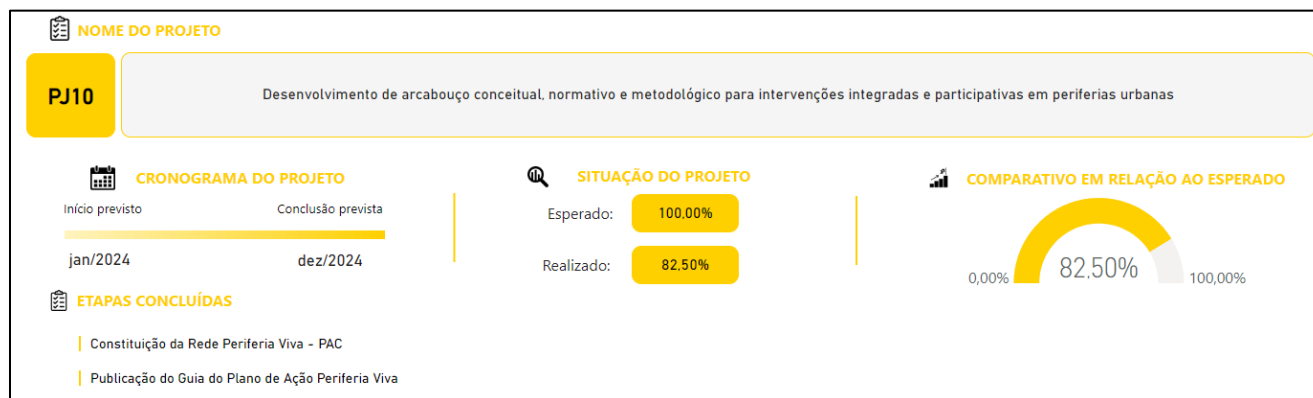 NOME DO PROJETO
PJ10
Desenvolvimento de arcabouço conceitual, normativo e metodológico para intervenções integradas e participativas em periferias urbanas
CRONOGRAMA DO PROJETO
Início previsto
Conclusão prevista
jan/2024
dez/2024
SITUAÇÃO DO PROJETO
Esperado:
100,00%
Realizado:
82,50%
COMPARATIVO EM RELAÇÃO AO ESPERADO
0,00%
82,50%
100,00%
ETAPAS CONCLUÍDAS
Constituição da Rede Periferia Viva - PAC
Publicação do Guia do Plano de Ação Periferia Viva